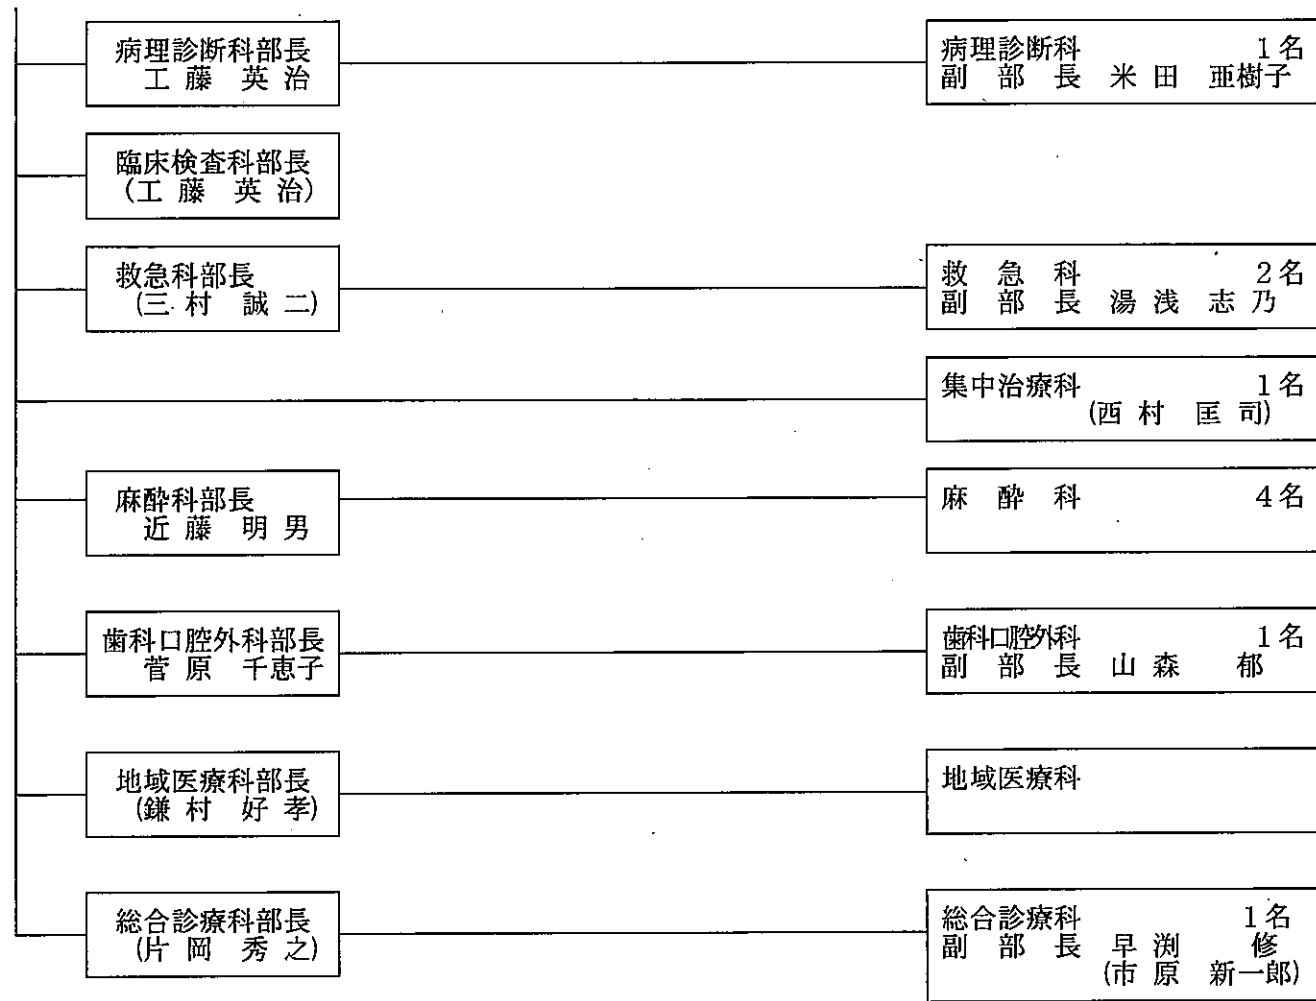 病理診断科部長
工藤 英治
病理診断科 1名
副部長 米田 亜樹子
臨床検査科部長
(工藤 英治)
救急科部長
(三村 誠二)
救急科 2名
副部長 湯浅 志乃
集中治療科 1名
(西村 匡司)
麻酔科部長
近藤 明男
麻酔科 4名
歯科口腔外科部長
菅原 千恵子
歯科口腔外科 1名
副部長 山森 郁
地域医療科部長
(鎌村 好孝)
地域医療科
総合診療科部長
(片岡 秀之)
総合診療科 1名
副部長 早渕 修
(市原 新一郎)